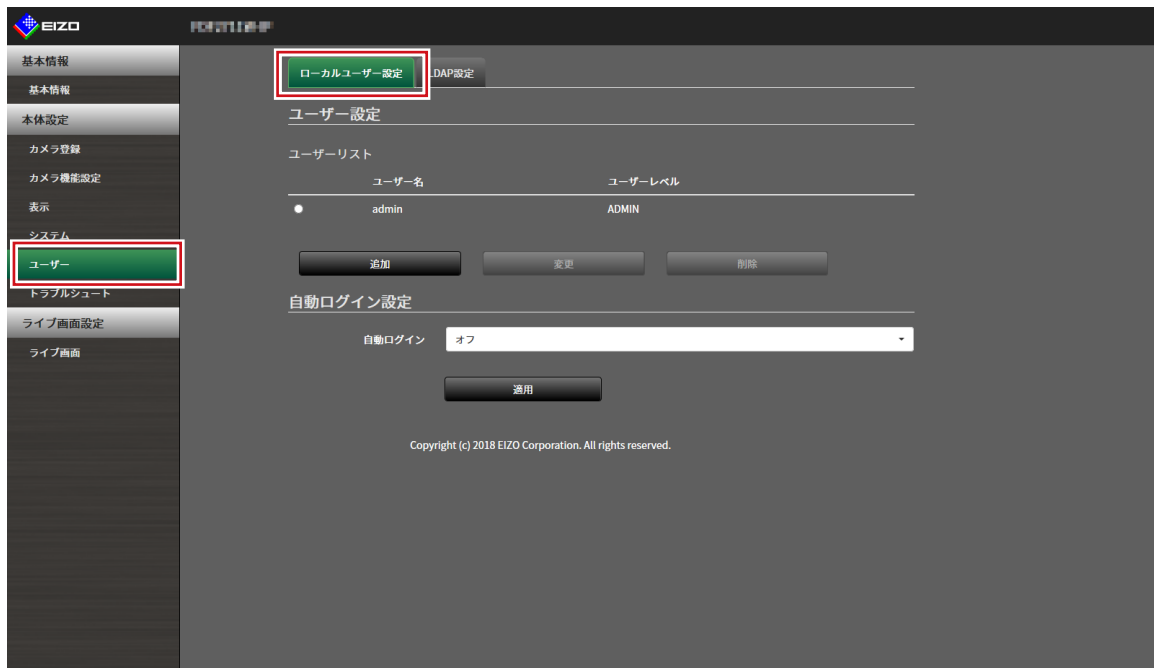 EIZO
基本情報
基本情報
本体設定
カメラ登録
カメラ機能設定
表示
システム
ユーザー
トラブルシュート
ライブ画面設定
ライブ画面
ローカルユーザー設定
LDAP設定
ユーザー設定
ユーザーリスト
ユーザー名 ユーザーレベル
admin ADMIN
追加 変更 削除
自動ログイン設定
自動ログイン オフ
適用
Copyright (c) 2018 EIZO Corporation. All rights reserved.